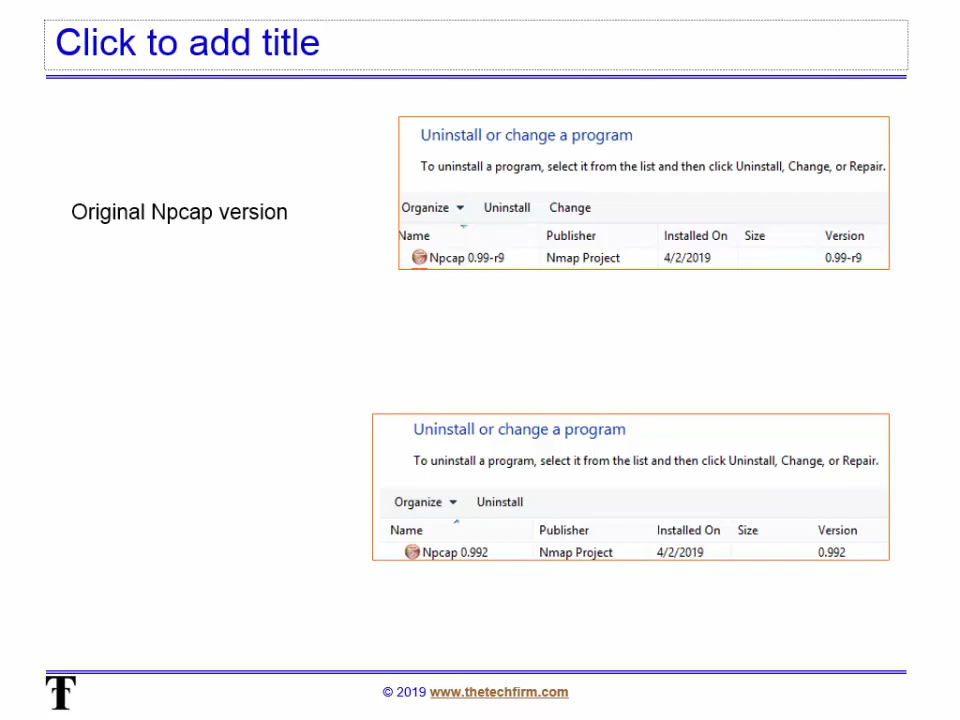 Click to add title
Uninstall or change a program
To uninstall a program, select it from the list and then click Uninstall, Change, or Repair.
Original Npcap version
Organize Uninstall Change
Name Publisher Installed On Size Version
Npcap 0.99-r9 Nmap Project 4/2/2019 0.99-r9
Uninstall or change a program
To uninstall a program, select it from the list and then click Uninstall, Change, or Repair.
Organize Uninstall
Name Publisher Installed On Size Version
Npcap 0.992 Nmap Project 4/2/2019 0.992
© 2019 www.thetechfirm.com